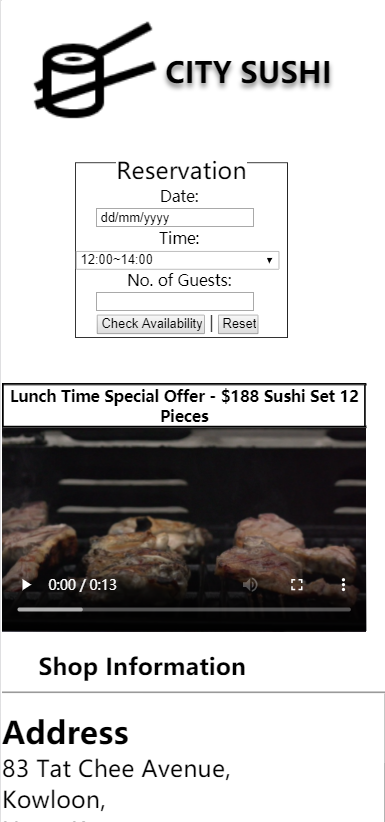 CITY SUSHI
Reservation
Date:
dd/mm/yyyy
Time:
12:00~14:00
No. of Guests:
Check Availability | Reset
Lunch Time Special Offer - $188 Sushi Set 12
Pieces
0:00 / 0:13
Shop Information
Address
83 Tat Chee Avenue,
Kowloon,